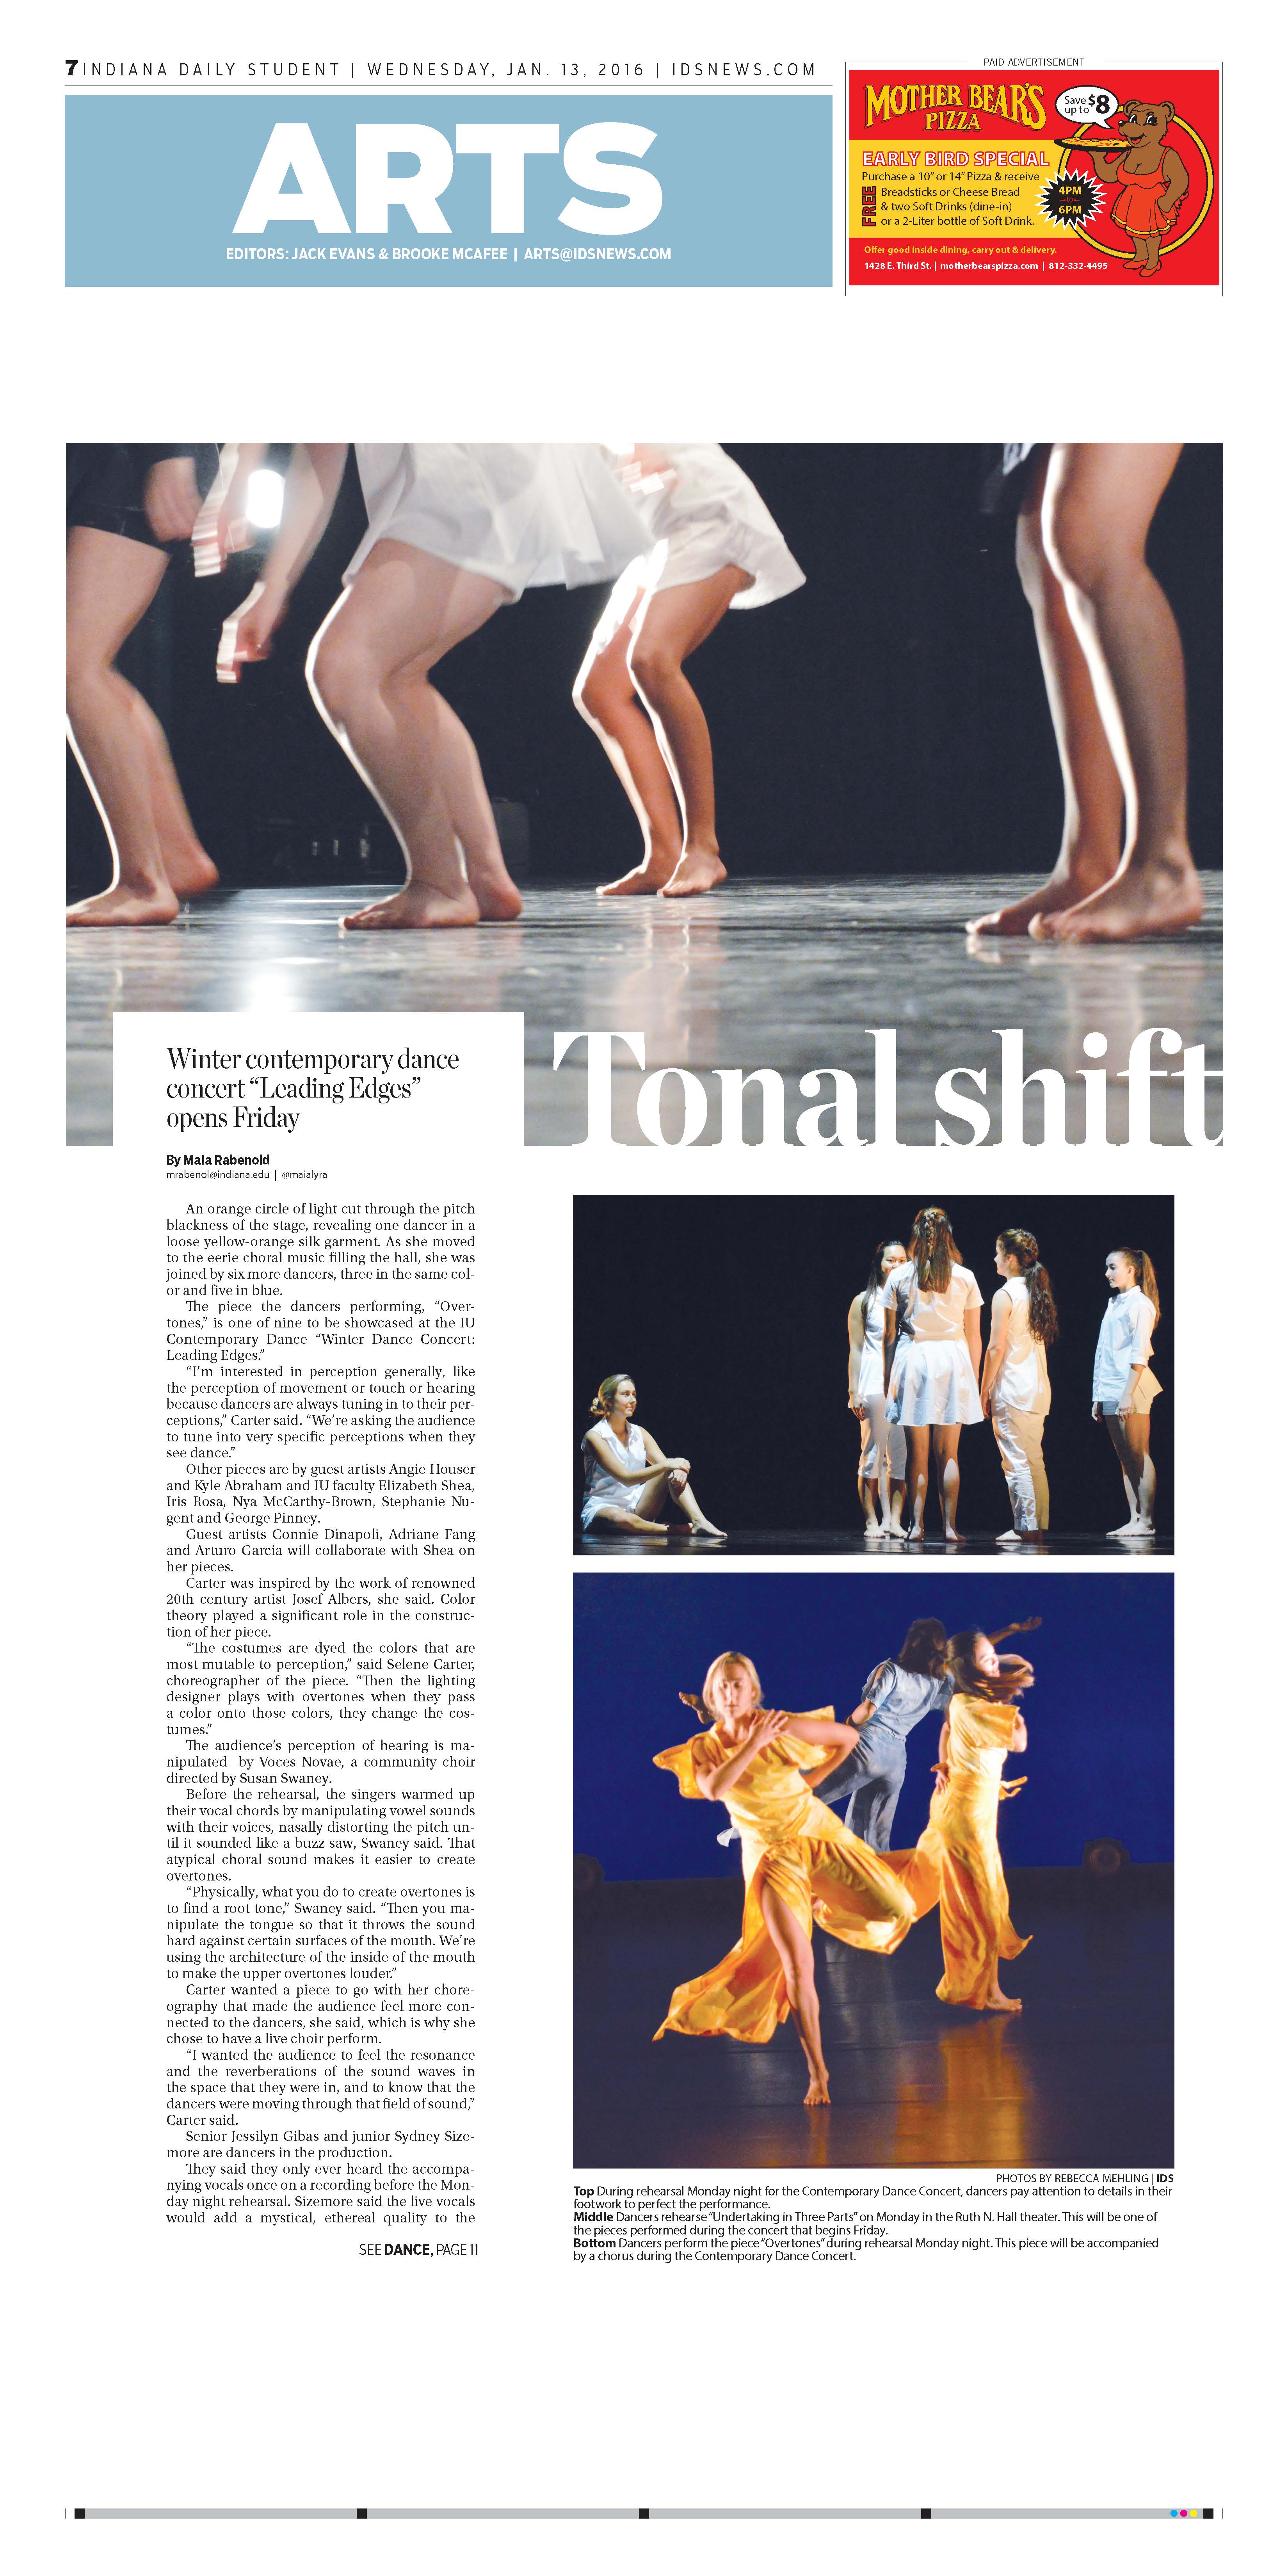 7 INDIANA DAILY STUDENT | WEDNESDAY, JAN. 13, 2016 | IDSNEWS.COM
ARTS
EDITORS: JACK EVANS & BROOKE MCAFEE | ARTS@IDSNEWS.COM
PAID ADVERTISEMENT
MOTHER BEAR'S
PIZZA
Save
up to $8
EARLY BIRD SPECIAL
Purchase a 10” or 14” Pizza & receive
FREE
Breadsticks or Cheese Bread
& two Soft Drinks (dine-in)
or a 2-Liter bottle of Soft Drink.
4PM
to
6PM
Offer good inside dining, carry out & delivery.
1428 E. Third St. | motherbearspizza.com | 812-332-4495
Tonal shift
Winter contemporary dance
concert “Leading Edges”
opens Friday
By Maia Rabenold
mrabenol@indiana.edu | @maialyra
An orange circle of light cut through the pitch
blackness of the stage, revealing one dancer in a
loose yellow-orange silk garment. As she moved
to the eerie choral music filling the hall, she was
joined by six more dancers, three in the same col-
or and five in blue.
The piece the dancers performing, “Over-
tones,” is one of nine to be showcased at the IU
Contemporary Dance “Winter Dance Concert:
Leading Edges.”
“I’m interested in perception generally, like
the perception of movement or touch or hearing
because dancers are always tuning in to their per-
ceptions,” Carter said. “We’re asking the audience
to tune into very specific perceptions when they
see dance.”
Other pieces are by guest artists Angie Houser
and Kyle Abraham and IU faculty Elizabeth Shea,
Iris Rosa, Nya McCarthy-Brown, Stephanie Nu-
gent and George Pinney.
Guest artists Connie Dinapoli, Adriane Fang
and Arturo Garcia will collaborate with Shea on
her pieces.
Carter was inspired by the work of renowned
20th century artist Josef Albers, she said. Color
theory played a significant role in the construc-
tion of her piece.
“The costumes are dyed the colors that are
most mutable to perception,” said Selene Carter,
choreographer of the piece. “Then the lighting
designer plays with overtones when they pass
a color onto those colors, they change the cos-
tumes.”
The audience’s perception of hearing is ma-
nipulated by Voces Novae, a community choir
directed by Susan Swaney.
Before the rehearsal, the singers warmed up
their vocal chords by manipulating vowel sounds
with their voices, nasally distorting the pitch un-
til it sounded like a buzz saw, Swaney said. That
atypical choral sound makes it easier to create
overtones.
“Physically, what you do to create overtones is
to find a root tone,” Swaney said. “Then you ma-
nipulate the tongue so that it throws the sound
hard against certain surfaces of the mouth. We’re
using the architecture of the inside of the mouth
to make the upper overtones louder.”
Carter wanted a piece to go with her chore-
ography that made the audience feel more con-
nected to the dancers, she said, which is why she
chose to have a live choir perform.
“I wanted the audience to feel the resonance
and the reverberations of the sound waves in
the space that they were in, and to know that the
dancers were moving through that field of sound,”
Carter said.
Senior Jessilyn Gibas and junior Sydney Size-
more are dancers in the production.
They said they only ever heard the accompa-
nying vocals once on a recording before the Mon-
day night rehearsal. Sizemore said the live vocals
would add a mystical, ethereal quality to the
SEE DANCE, PAGE 11
PHOTOS BY REBECCA MEHLING | IDS
Top During rehearsal Monday night for the Contemporary Dance Concert, dancers pay attention to details in their
footwork to perfect the performance.
Middle Dancers rehearse “Undertaking in Three Parts” on Monday in the Ruth N. Hall theater. This will be one of
the pieces performed during the concert that begins Friday.
Bottom Dancers perform the piece “Overtones” during rehearsal Monday night. This piece will be accompanied
by a chorus during the Contemporary Dance Concert.